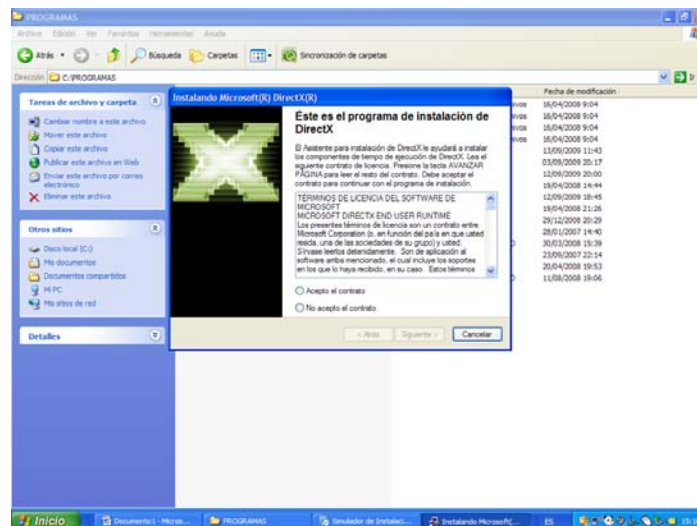 PROGRAMAS
Archivo Edición Ver Favoritos Herramientas Ayuda
Atrás Búsqueda Carpetas Sincronización de carpetas
Dirección C:\PROGRAMAS Ir
Tareas de archivo y carpeta
Cambiar nombre a este archivo
Mover este archivo
Copiar este archivo
Publicar este archivo en Web
Enviar este archivo por correo
electrónico
Eliminar este archivo
Otros sitios
Disco local (C:)
Mis documentos
Documentos compartidos
Mi PC
Mis sitios de red
Detalles
Instalando Microsoft(R) DirectX(R)
Éste es el programa de instalación de
DirectX
El Asistente para instalación de DirectX le ayudará a instalar
los componentes de tiempo de ejecución de DirectX. Lea el
siguiente contrato de licencia. Presione la tecla AVANZAR
PÁGINA para leer el resto del contrato. Debe aceptar el
contrato para continuar con el programa de instalación.
TÉRMINOS DE LICENCIA DEL SOFTWARE DE
MICROSOFT
MICROSOFT DIRECTX END USER RUNTIME
Los presentes términos de licencia son un contrato entre
Microsoft Corporation (o, en función del país en que usted
resida, una de las sociedades de su grupo) y usted.
Sírvase leerlos detenidamente. Son de aplicación al
software arriba mencionado, el cual incluye los soportes
en los que lo haya recibido, en su caso. Estos términos
Acepto el contrato
No acepto el contrato
< Atrás Siguiente > Cancelar
Fecha de modificación
16/04/2008 9:04
16/04/2008 9:04
16/04/2008 9:04
16/04/2008 9:04
13/09/2009 11:43
03/09/2009 20:17
12/09/2009 20:00
19/04/2008 14:44
12/09/2009 18:45
19/04/2008 21:26
29/12/2008 20:29
28/01/2007 14:40
30/03/2008 15:39
23/09/2007 22:14
20/04/2008 19:53
11/08/2008 19:06
Inicio Documento1 - Micros... PROGRAMAS Simulador de Instalaci... Instalando Microsoft(... ES